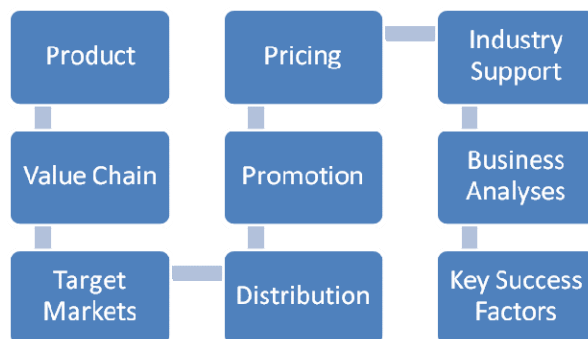 Product
Value Chain
Target
Markets
Distribution
Promotion
Pricing
Industry
Support
Business
Analyses
Key Success
Factors